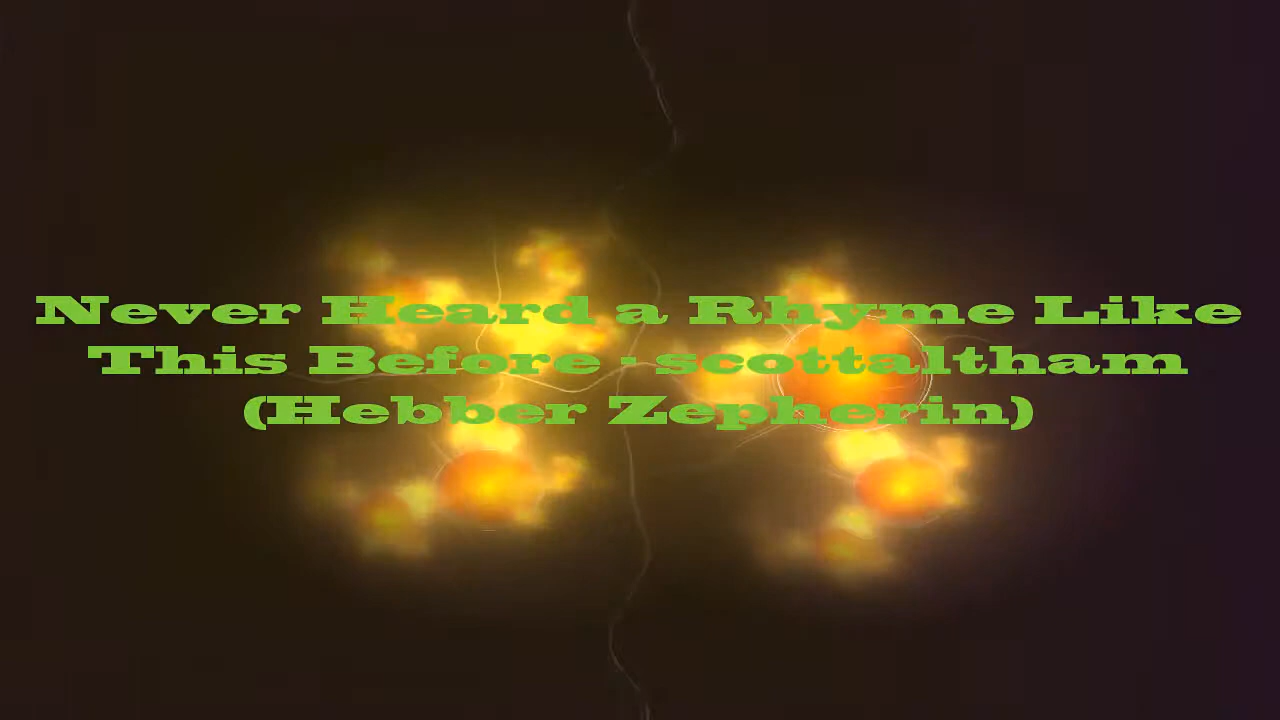 Never Heard a Rhyme Like
This Before - scottaltham
(Hebber Zepherin)